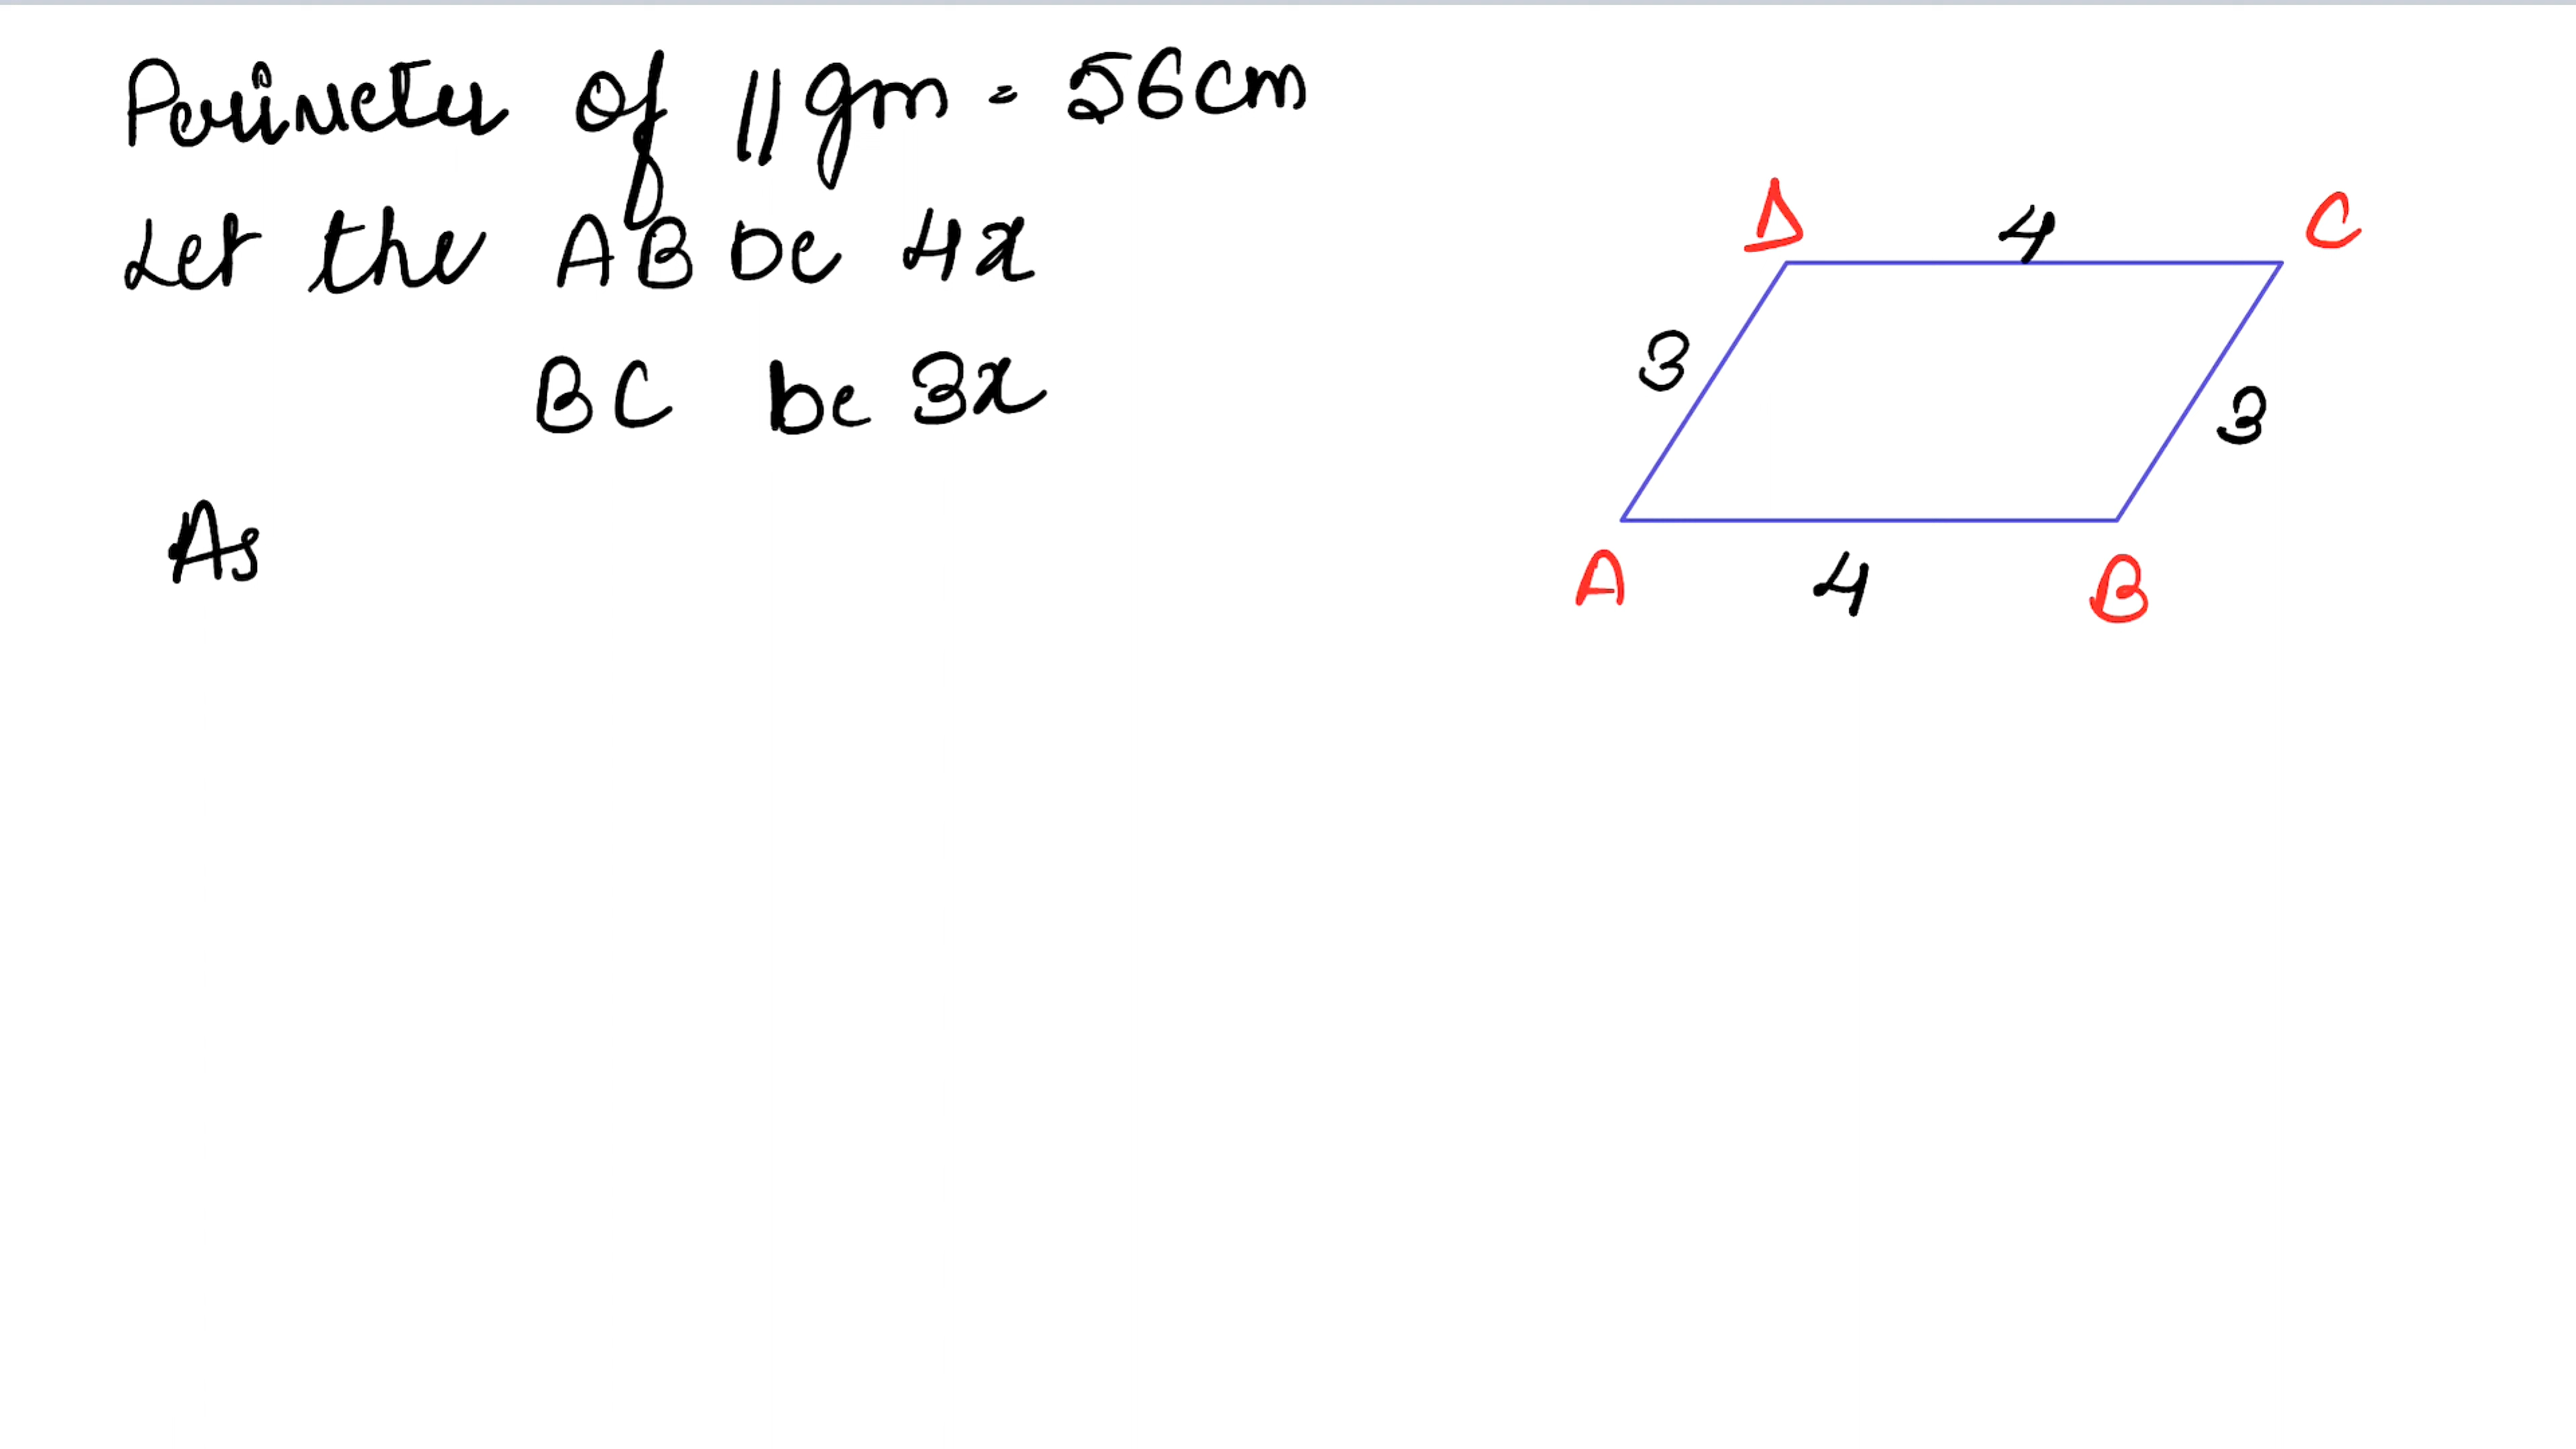 Perimeter of ||gm = 56cm
Let the AB be 4x
BC be 3x
As
D 4 C
3
3
A 4 B